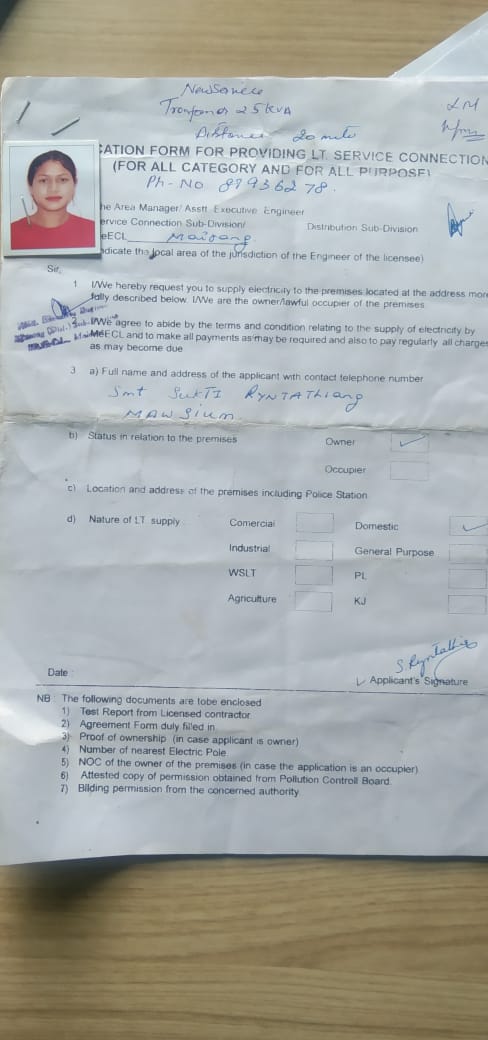 New Service
Transformer 25 KVA
Distance 20 mts
CATION FORM FOR PROVIDING LT. SERVICE CONNECTION
(FOR ALL CATEGORY AND FOR ALL PURPOSE)
Ph - No 87936278.
he Area Manager/ Asstt. Executive Engineer
ervice Connection Sub-Division/ Distribution Sub-Division
eECL Mairang
ndicate the local area of the jurisdiction of the Engineer of the licensee)
Sir,
1 I/We hereby request you to supply electricity to the premises located at the address more
fully described below. I/We are the owner/lawful occupier of the premises.
2 I/We agree to abide by the terms and condition relating to the supply of electricity by
MeECL and to make all payments as may be required and also to pay regularly all charges
as may become due
3 a) Full name and address of the applicant with contact telephone number
Smt SUKTI RYNTATHIANG
MAWSIUM
b) Status in relation to the premises Owner
Occupier
c) Location and address of the premises including Police Station
d) Nature of LT. supply Comercial Domestic
Industrial General Purpose
WSLT PL
Agriculture KJ
S Ryntathia
Date : Applicant's Signature
NB : The following documents are tobe enclosed
1) Test Report from Licensed contractor
2) Agreement Form duly filled in
3) Proof of ownership (in case applicant is owner)
4) Number of nearest Electric Pole
5) NOC of the owner of the premises (in case the application is an occupier)
6) Attested copy of permission obtained from Pollution Controll Board.
7) Bilding permission from the concerned authority